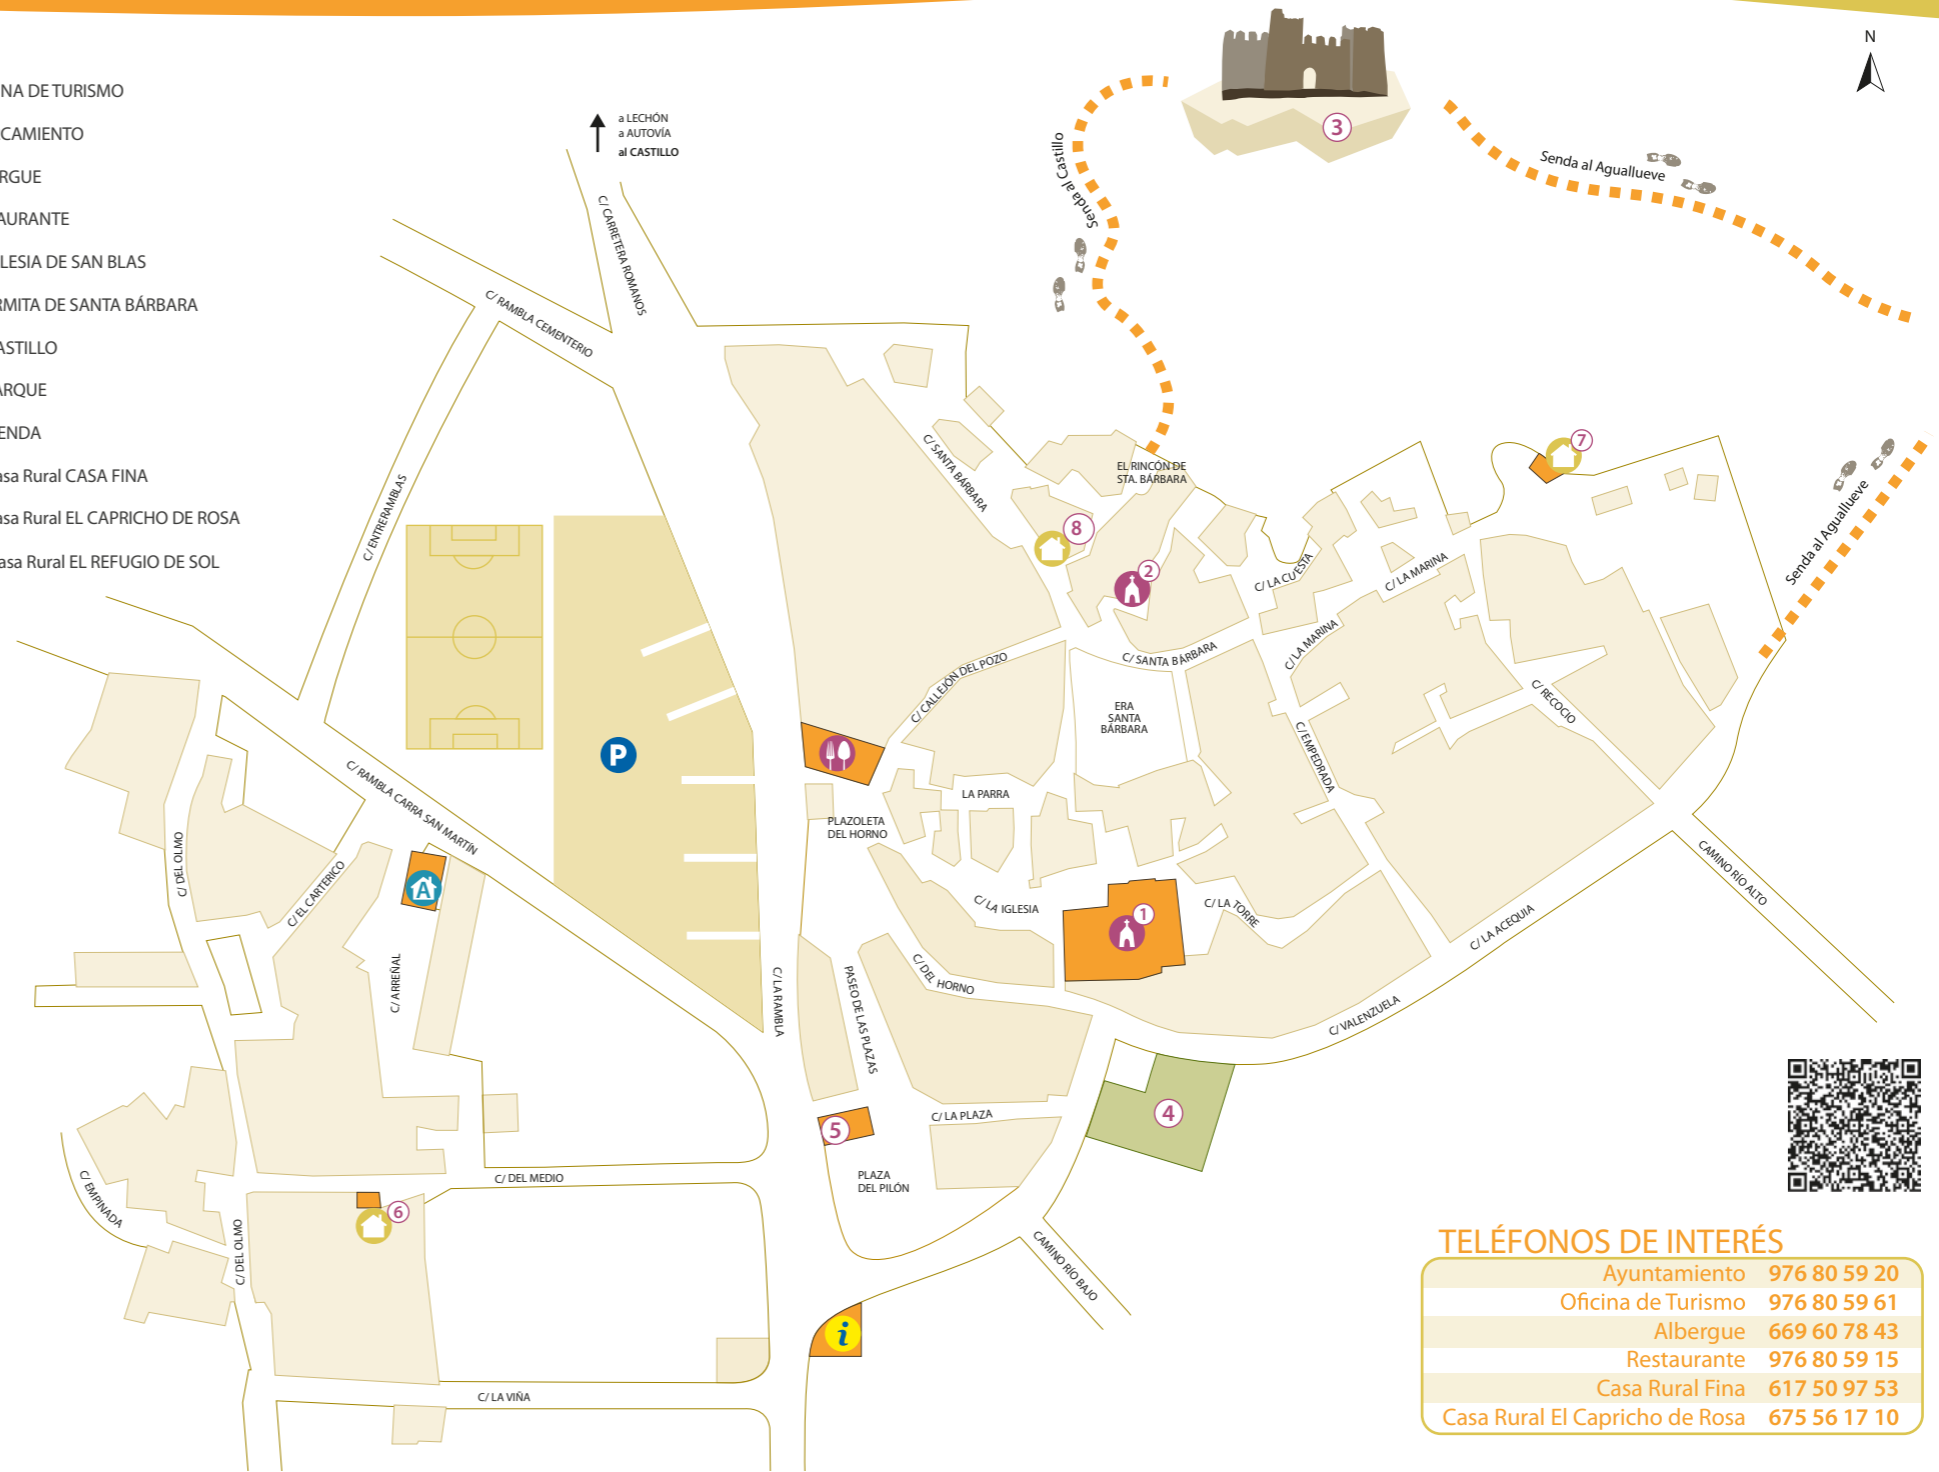 NA DE TURISMO
CAMIENTO
RGUE
AURANTE
LESIA DE SAN BLAS
RMITA DE SANTA BÁRBARA
ASTILLO
ARQUE
ENDA
asa Rural CASA FINA
asa Rural EL CAPRICHO DE ROSA
asa Rural EL REFUGIO DE SOL
a LECHÓN
a AUTOVÍA
al CASTILLO
N
3
Senda al Castillo
Senda al Aguallueve
C/ CARRETERA ROMANOS
C/ RAMBLA CEMENTERIO
C/ ENTRERAMBLAS
C/ SANTA BÁRBARA
EL RINCÓN DE
STA. BÁRBARA
7
8
2
C/ LA CUESTA
C/ LA MARINA
C/ LA MARINA
Senda al Aguallueve
C/ SANTA BÁRBARA
C/ CALLEJÓN DEL POZO
ERA
SANTA
BÁRBARA
C/ RECOCIO
C/ EMPEDRADA
P
C/ RAMBLA CARRA SAN MARTÍN
LA PARRA
PLAZOLETA
DEL HORNO
C/ DEL OLMO
C/ EL CARTERICO
A
C/ LA IGLESIA
1
C/ LA TORRE
C/ LA ACEQUIA
CAMINO RÍO ALTO
C/ ARREÑAL
C/ LA RAMBLA
PASEO DE LAS PLAZAS
C/ DEL HORNO
C/ VALENZUELA
4
5
C/ LA PLAZA
PLAZA
DEL PILÓN
C/ DEL MEDIO
C/ EMPINADA
6
C/ DEL OLMO
CAMINO RÍO BAJO
i
C/ LA VIÑA
TELÉFONOS DE INTERÉS
Ayuntamiento 976 80 59 20
Oficina de Turismo 976 80 59 61
Albergue 669 60 78 43
Restaurante 976 80 59 15
Casa Rural Fina 617 50 97 53
Casa Rural El Capricho de Rosa 675 56 17 10